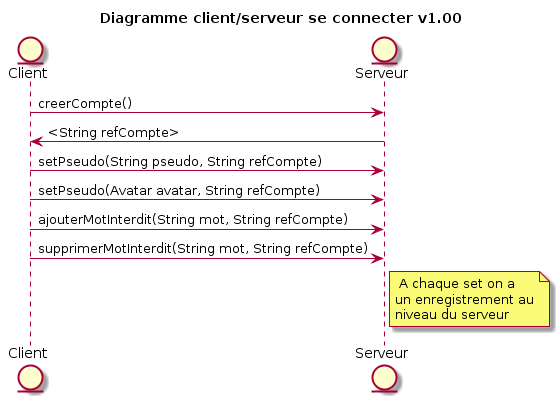 Diagramme client/serveur se connecter v1.00
Client
Serveur
creerCompte()
<String refCompte>
setPseudo(String pseudo, String refCompte)
setPseudo(Avatar avatar, String refCompte)
ajouterMotInterdit(String mot, String refCompte)
supprimerMotInterdit(String mot, String refCompte)
A chaque set on a
un enregistrement au
niveau du serveur
Client
Serveur